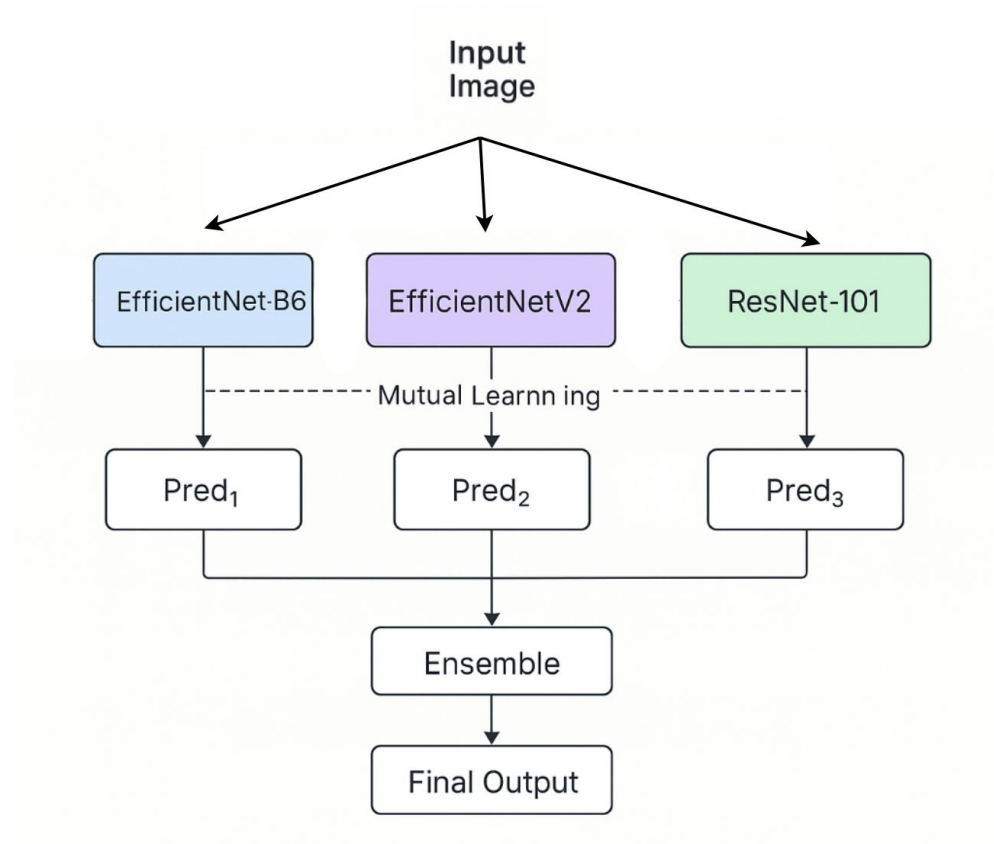 Input
Image
EfficientNet-B6
EfficientNetV2
ResNet-101
Mutual Learnn ing
Pred₁
Pred₂
Pred₃
Ensemble
Final Output